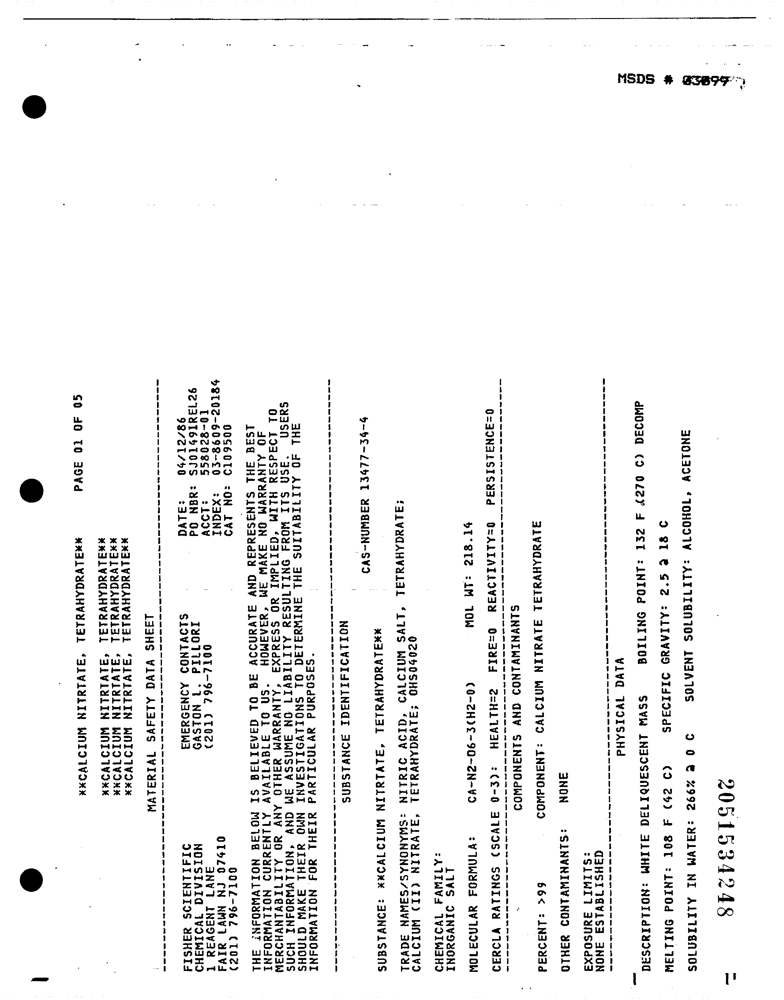 MSDS #
**CALCIUM NITRTATE, TETRAHYDRATE** PAGE 01 OF 05
**CALCIUM NITRTATE, TETRAHYDRATE**
**CALCIUM NITRTATE, TETRAHYDRATE**
**CALCIUM NITRTATE, TETRAHYDRATE**
MATERIAL SAFETY DATA SHEET
FISHER SCIENTIFIC EMERGENCY CONTACTS DATE: 04/12/86
CHEMICAL DIVISION GASTON L. PILLORI PO NBR: SJ0149IREL26
1 REAGENT LANE (201) 796-7100 ACCT: 558028-01
FAIR LAWN NJ 07410 INDEX: 03-8609-20184
(201) 796-7100 CAT NO: C109500
THE INFORMATION BELOW IS BELIEVED TO BE ACCURATE AND REPRESENTS THE BEST
INFORMATION CURRENTLY AVAILABLE TO US. HOWEVER, WE MAKE NO WARRANTY OF
MERCHANTABILITY OR ANY OTHER WARRANTY, EXPRESS OR IMPLIED, WITH RESPECT TO
SUCH INFORMATION, AND WE ASSUME NO LIABILITY RESULTING FROM ITS USE. USERS
SHOULD MAKE THEIR OWN INVESTIGATIONS TO DETERMINE THE SUITABILITY OF THE
INFORMATION FOR THEIR PARTICULAR PURPOSES.
SUBSTANCE IDENTIFICATION
CAS-NUMBER 13477-34-4
SUBSTANCE: **CALCIUM NITRTATE, TETRAHYDRATE**
TRADE NAMES/SYNONYMS: NITRIC ACID, CALCIUM SALT, TETRAHYDRATE;
CALCIUM (II) NITRATE, TETRAHYDRATE; OHS04020
CHEMICAL FAMILY:
INORGANIC SALT
MOLECULAR FORMULA: CA-N2-O6-3(H2-O) MOL WT: 218.14
CERCLA RATINGS (SCALE 0-3): HEALTH=2 FIRE=0 REACTIVITY=0 PERSISTENCE=0
COMPONENTS AND CONTAMINANTS
PERCENT: >99 COMPONENT: CALCIUM NITRATE TETRAHYDRATE
OTHER CONTAMINANTS: NONE
EXPOSURE LIMITS:
NONE ESTABLISHED
PHYSICAL DATA
DESCRIPTION: WHITE DELIQUESCENT MASS BOILING POINT: 132 F (270 C) DECOMP
MELTING POINT: 108 F (42 C) SPECIFIC GRAVITY: 2.5 @ 18 C
SOLUBILITY IN WATER: 266% @ 0 C SOLVENT SOLUBILITY: ALCOHOL, ACETONE
2051534248